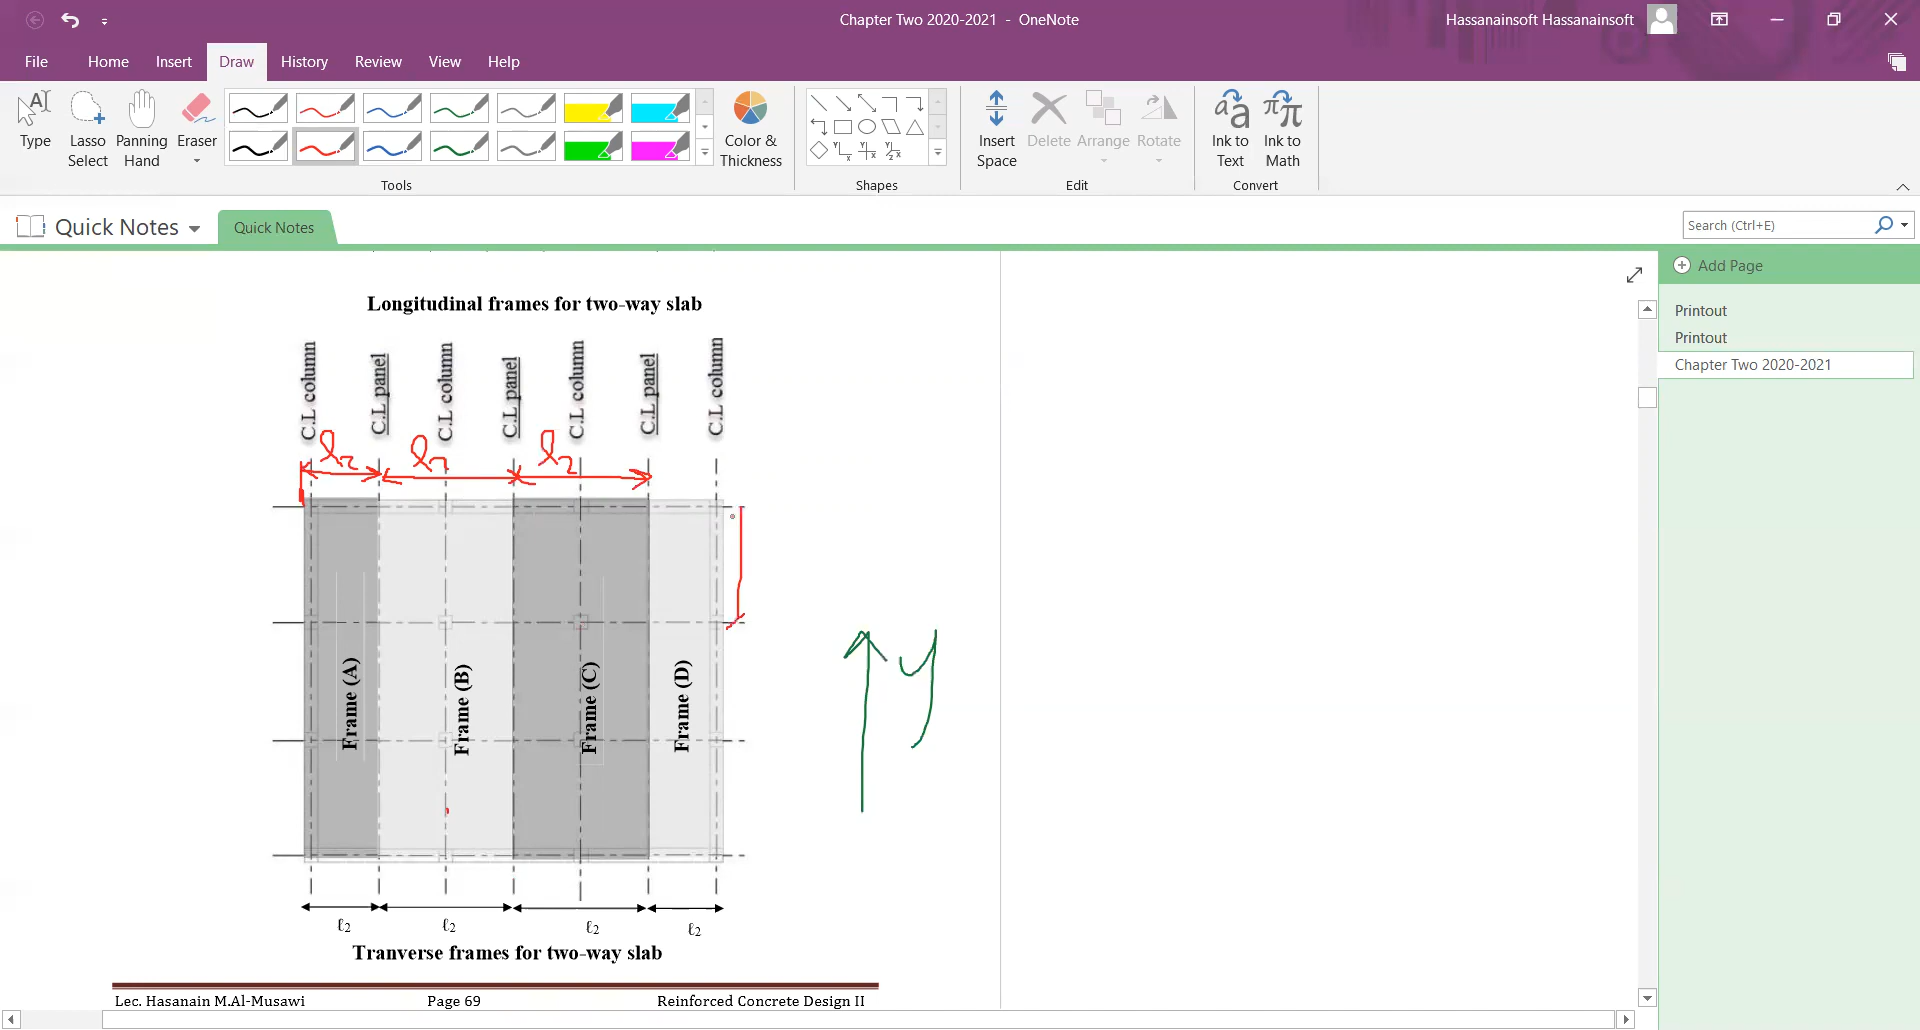 Chapter Two 2020-2021 - OneNote
Hassanainsoft Hassanainsoft
File Home Insert Draw History Review View Help
Type
Lasso Select
Panning Hand
Eraser
Color & Thickness
Insert Space
Delete
Arrange
Rotate
Ink to Text
Ink to Math
Tools
Shapes
Edit
Convert
Quick Notes
Quick Notes
Search (Ctrl+E)
Add Page
Printout
Printout
Chapter Two 2020-2021
Longitudinal frames for two-way slab
C.L column
C.L panel
C.L column
C.L panel
C.L column
C.L panel
C.L column
l2 l2 l2
Frame (A)
Frame (B)
Frame (C)
Frame (D)
y
ℓ2 ℓ2 ℓ2 ℓ2
Tranverse frames for two-way slab
Lec. Hasanain M.Al-Musawi Page 69 Reinforced Concrete Design II